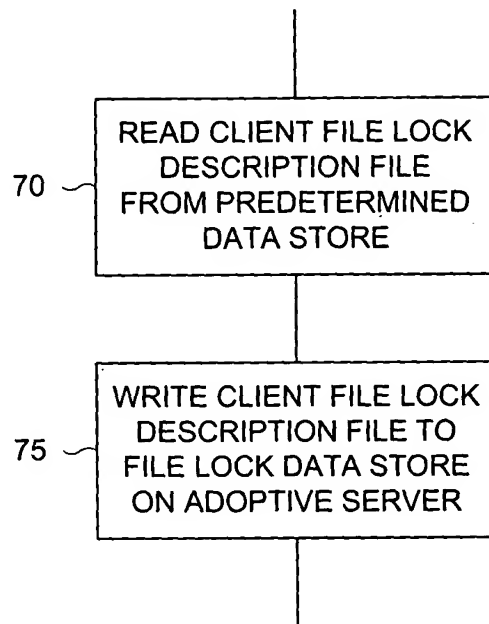 READ CLIENT FILE LOCK
DESCRIPTION FILE
70
FROM PREDETERMINED
DATA STORE
WRITE CLIENT FILE LOCK
DESCRIPTION FILE TO
75
FILE LOCK DATA STORE
ON ADOPTIVE SERVER